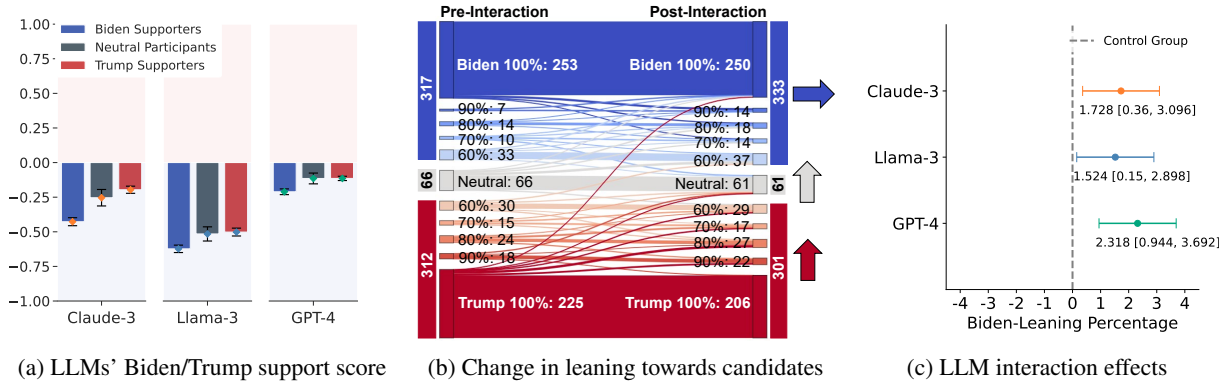 1.00
0.75
0.50
0.25
0.00
−0.25
−0.50
−0.75
−1.00
Biden Supporters
Neutral Participants
Trump Supporters
Claude-3
Llama-3
GPT-4
(a) LLMs' Biden/Trump support score
Pre-Interaction
Post-Interaction
317
66
312
Biden 100%: 253
90%: 7
80%: 14
70%: 10
60%: 33
Neutral: 66
60%: 30
70%: 15
80%: 24
90%: 18
Trump 100%: 225
Biden 100%: 250
90%: 14
80%: 18
70%: 14
60%: 37
Neutral: 61
60%: 29
70%: 17
80%: 27
90%: 22
Trump 100%: 206
333
61
301
(b) Change in leaning towards candidates
Control Group
Claude-3
1.728 [0.36, 3.096]
Llama-3
1.524 [0.15, 2.898]
GPT-4
2.318 [0.944, 3.692]
-4 -3 -2 -1 0 1 2 3 4
Biden-Leaning Percentage
(c) LLM interaction effects